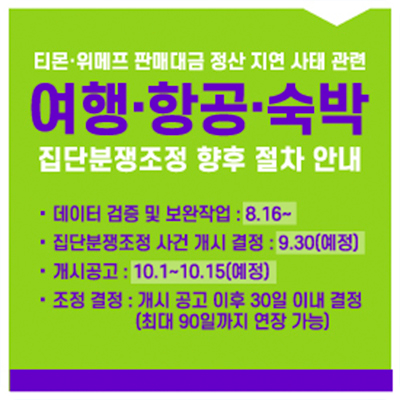 티몬·위메프 판매대금 정산 지연 사태 관련
여행·항공·숙박
집단분쟁조정 향후 절차 안내
▪ 데이터 검증 및 보완작업 : 8.16~
▪ 집단분쟁조정 사건 개시 결정 : 9.30(예정)
▪ 개시공고 : 10.1~10.15(예정)
▪ 조정 결정 : 개시 공고 이후 30일 이내 결정
(최대 90일까지 연장 가능)